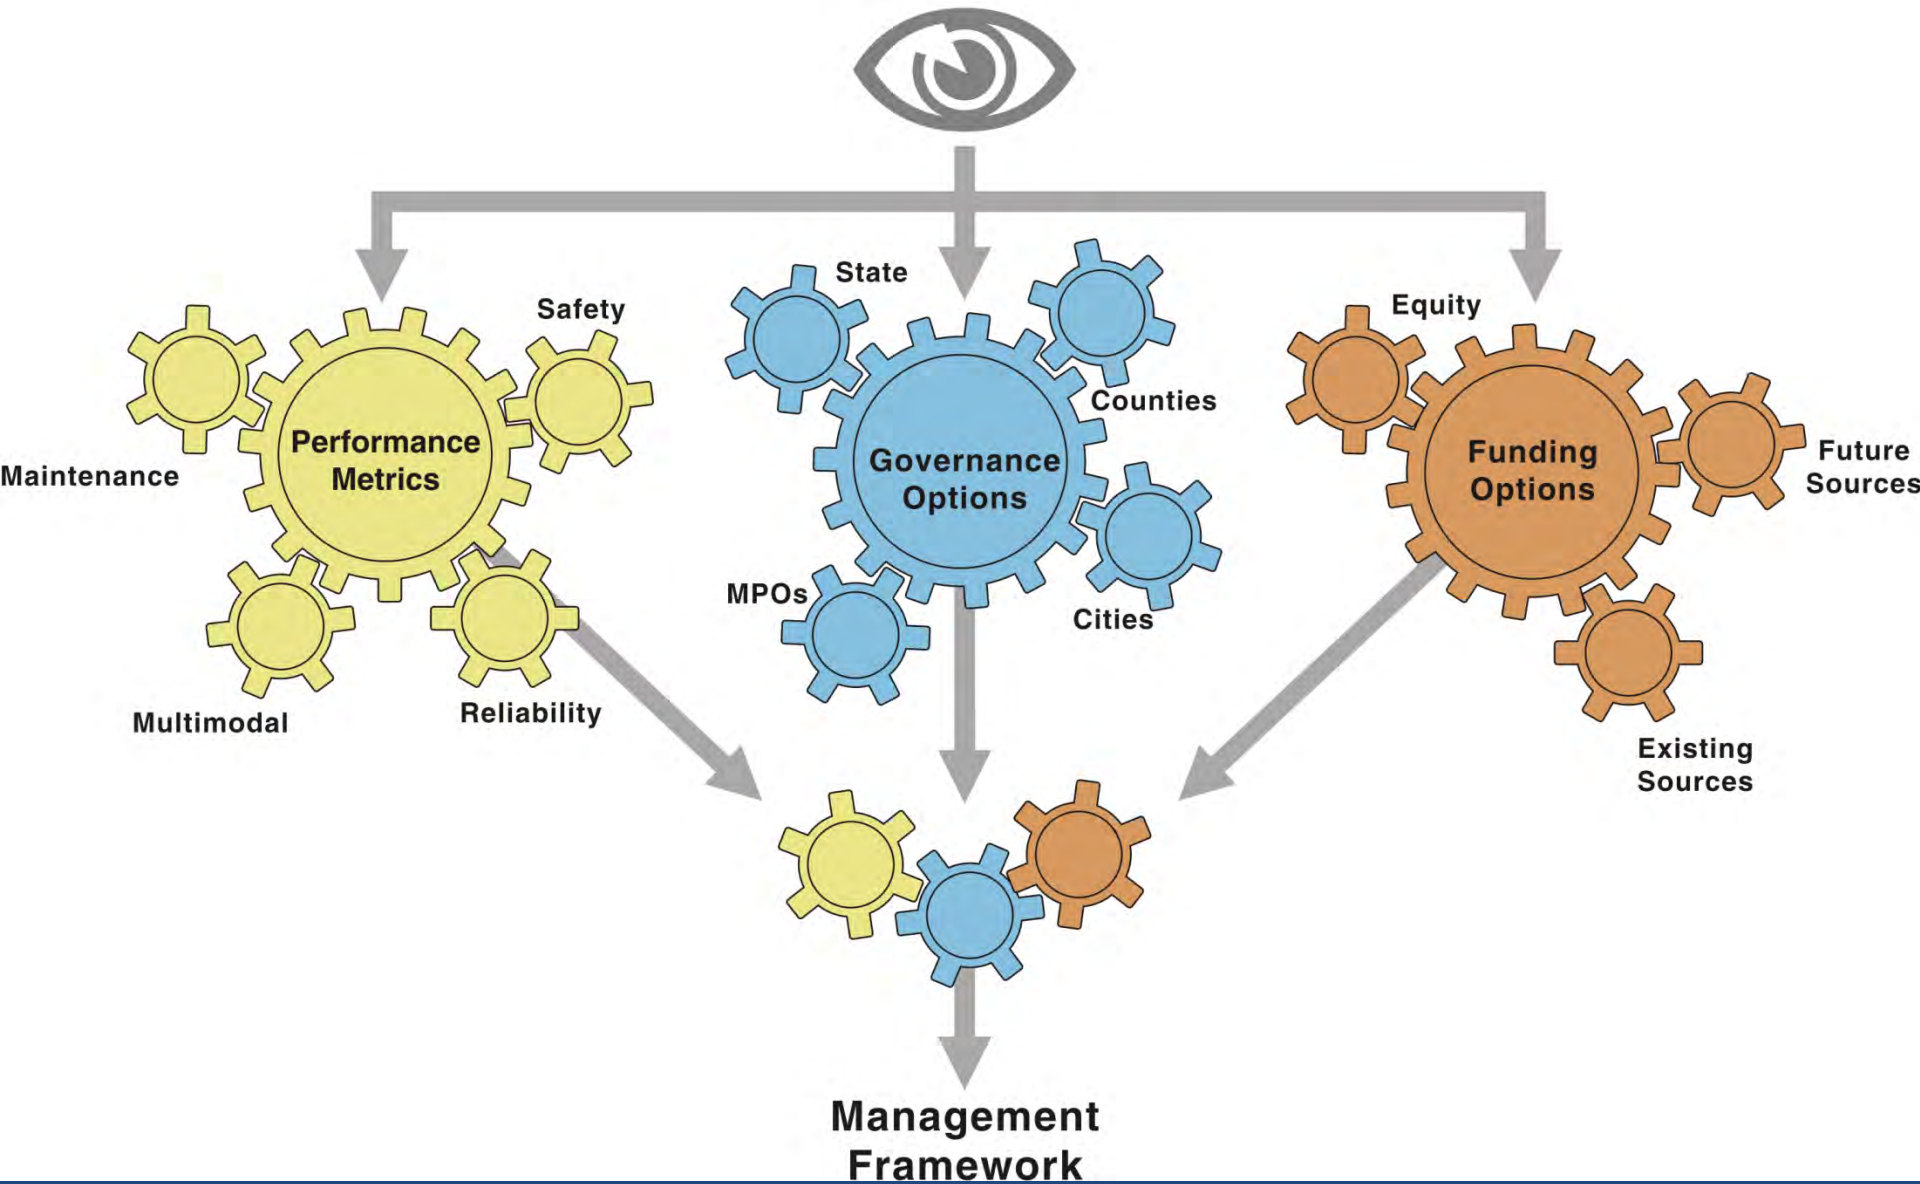 Safety
Performance
Metrics
Maintenance
Multimodal
Reliability
State
Counties
Governance
Options
MPOs
Cities
Equity
Funding
Options
Future
Sources
Existing
Sources
Management
Framework